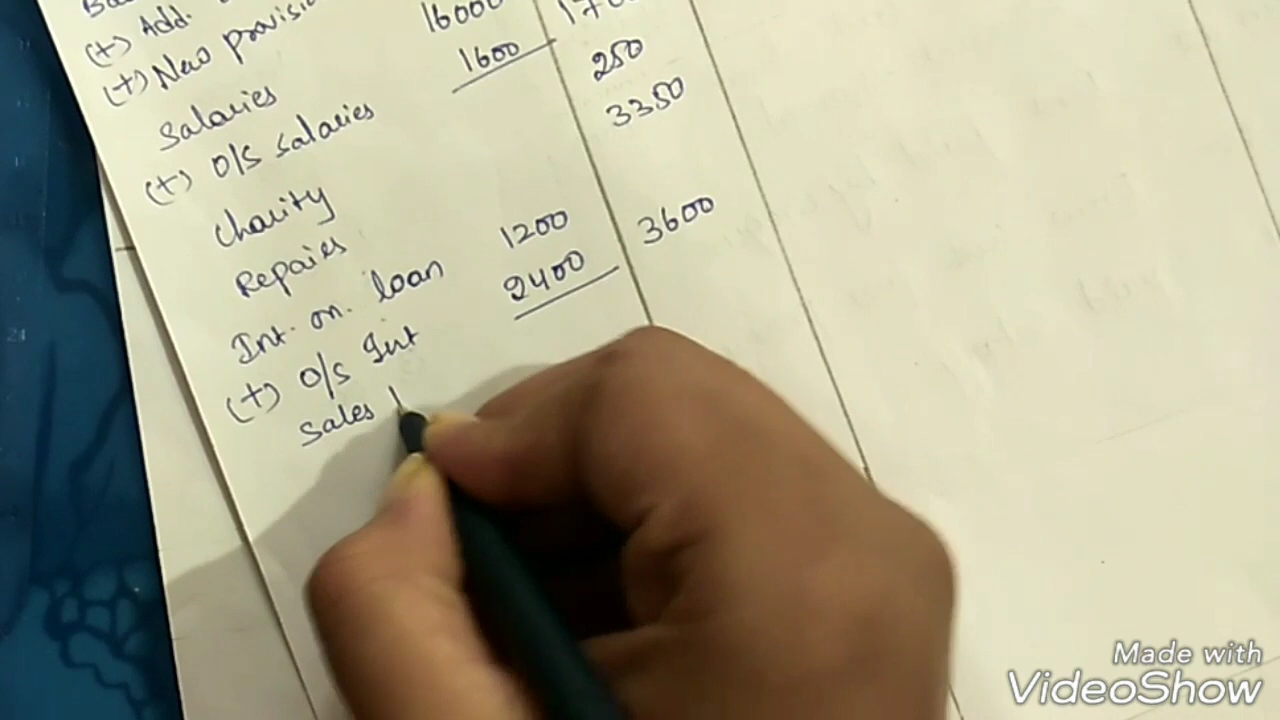 (+) Add.
(+) New provision
Salaries 16000
(+) O/S salaries 1600
Charity 250
Repairs 3350
Int. on. loan 1200
(+) O/S Int 2400 3600
Sales
Made with
VideoShow